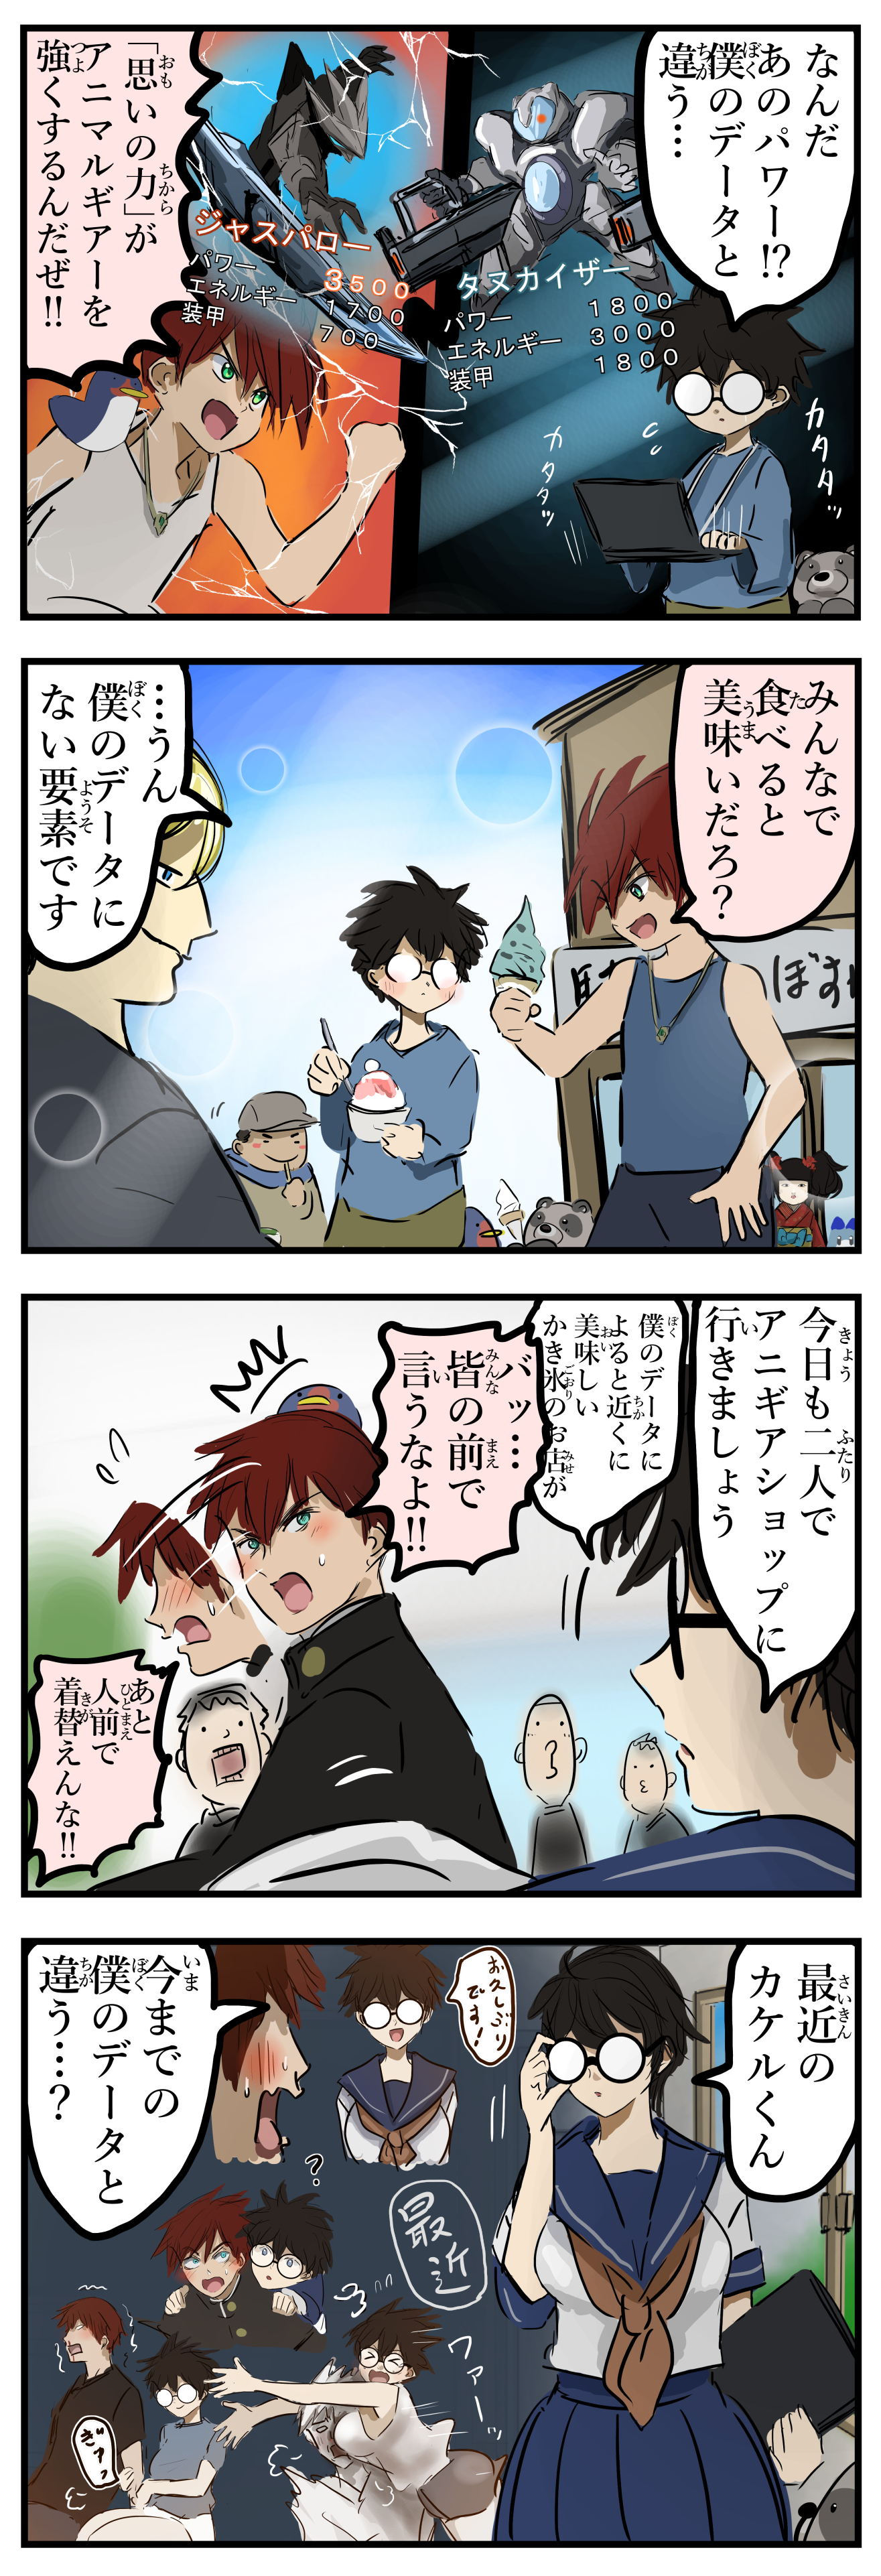 なんだ
あのパワー!?
僕のデータと
違う…
カタタッ
カタタッ
タヌカイザー
パワー 1800
エネルギー 3000
装甲 1800
ジャスパロー
パワー 3500
エネルギー 1700
装甲 700
「思いの力」が
アニマルギアーを
強くするんだぜ!!
みんなで
食べると
美味いだろ?
…うん
僕のデータに
ない要素です
今日も二人で
アニギアショップに
行きましょう
僕のデータに
よると近くに
美味しい
かき氷のお店が
バッ…
皆の前で
言うなよ!!
あと
人前で
着替えんな!!
最近の
カケルくん
お久しぶり
です!
最近
?
ワァーッ
今までの
僕のデータと
違う…?